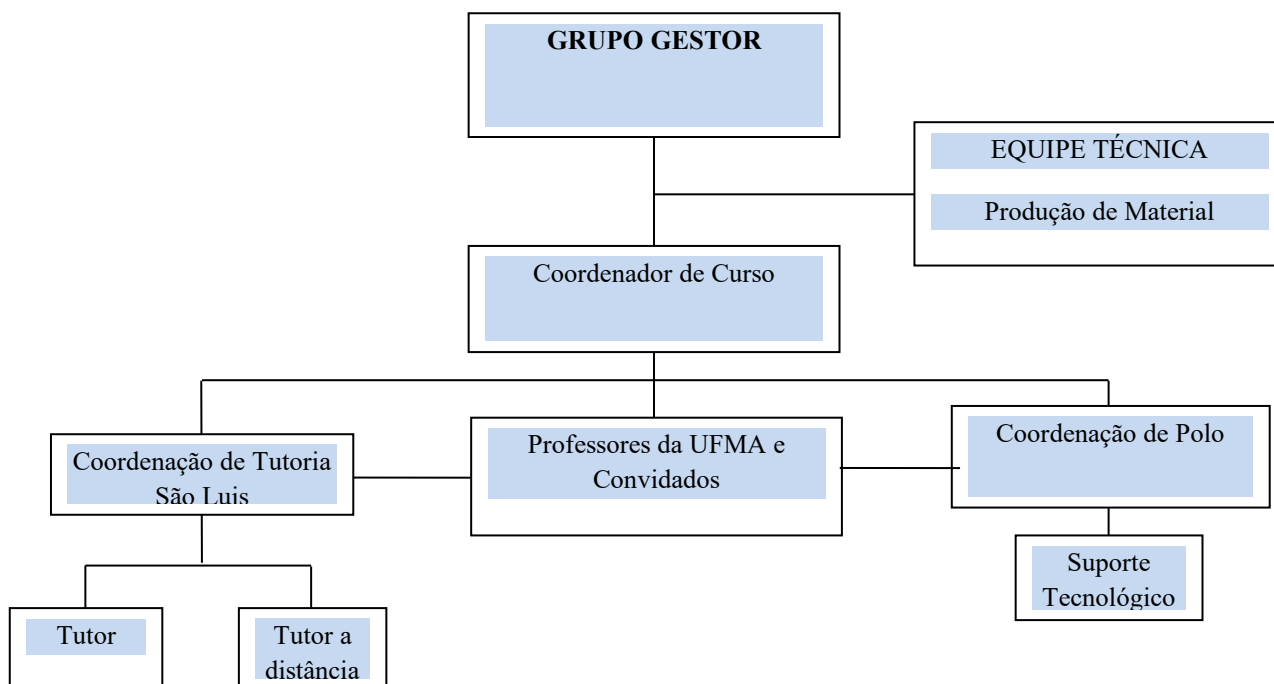 GRUPO GESTOR
EQUIPE TÉCNICA
Produção de Material
Coordenador de Curso
Coordenação de Tutoria
São Luis
Professores da UFMA e
Convidados
Coordenação de Polo
Suporte
Tecnológico
Tutor
Tutor a
distância